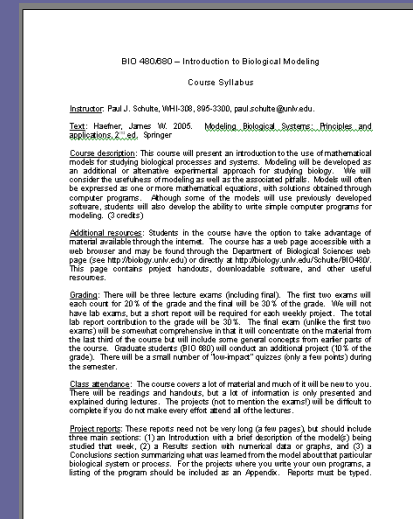 BIO 480/680 – Introduction to Biological Modeling
Course Syllabus
Instructor: Paul J. Schulte, WHI-308, 895-3300, paul.schulte@unlv.edu.
Text: Haefner, James W. 2005. Modeling Biological Systems: Principles and
applications, 2nd ed. Springer
Course description: This course will present an introduction to the use of mathematical
models for studying biological processes and systems. Modeling will be developed as
an additional or alternative experimental approach for studying biology. We will
consider the usefulness of modeling as well as the associated pitfalls. Models will often
be expressed as one or more mathematical equations, with solutions obtained through
computer programs. Although some of the models will use previously developed
software, students will also develop the ability to write simple computer programs for
modeling. (3 credits)
Additional resources: Students in the course have the option to take advantage of
material available through the internet. The course has a web page accessible with a
web browser and may be found through the Department of Biological Sciences web
page (see http://biology.unlv.edu) or directly at http://biology.unlv.edu/Schulte/BIO480/.
This page contains project handouts, downloadable software, and other useful
resources.
Grading: There will be three lecture exams (including final). The first two exams will
each count for 20% of the grade and the final will be 30% of the grade. We will not
have lab exams, but a short report will be required for each weekly project. The total
lab report contribution to the grade will be 30%. The final exam (unlike the first two
exams) will be somewhat comprehensive in that it will concentrate on the material from
the last third of the course but will include some general concepts from earlier parts of
the course. Graduate students (BIO 680) will conduct an additional project (10% of the
grade). There will be a small number of "low-impact" quizzes (only a few points) during
the semester.
Class attendance: The course covers a lot of material and much of it will be new to you.
There will be readings and handouts, but a lot of information is only presented and
explained during lectures. The projects (not to mention the exams!) will be difficult to
complete if you do not make every effort attend all of the lectures.
Project reports: These reports need not be very long (a few pages), but should include
three main sections: (1) an Introduction with a brief description of the model(s) being
studied that week, (2) a Results section with numerical data or graphs, and (3) a
Conclusions section summarizing what was learned from the model about that particular
biological system or process. For the projects where you write your own programs, a
listing of the program should be included as an Appendix. Reports must be typed.